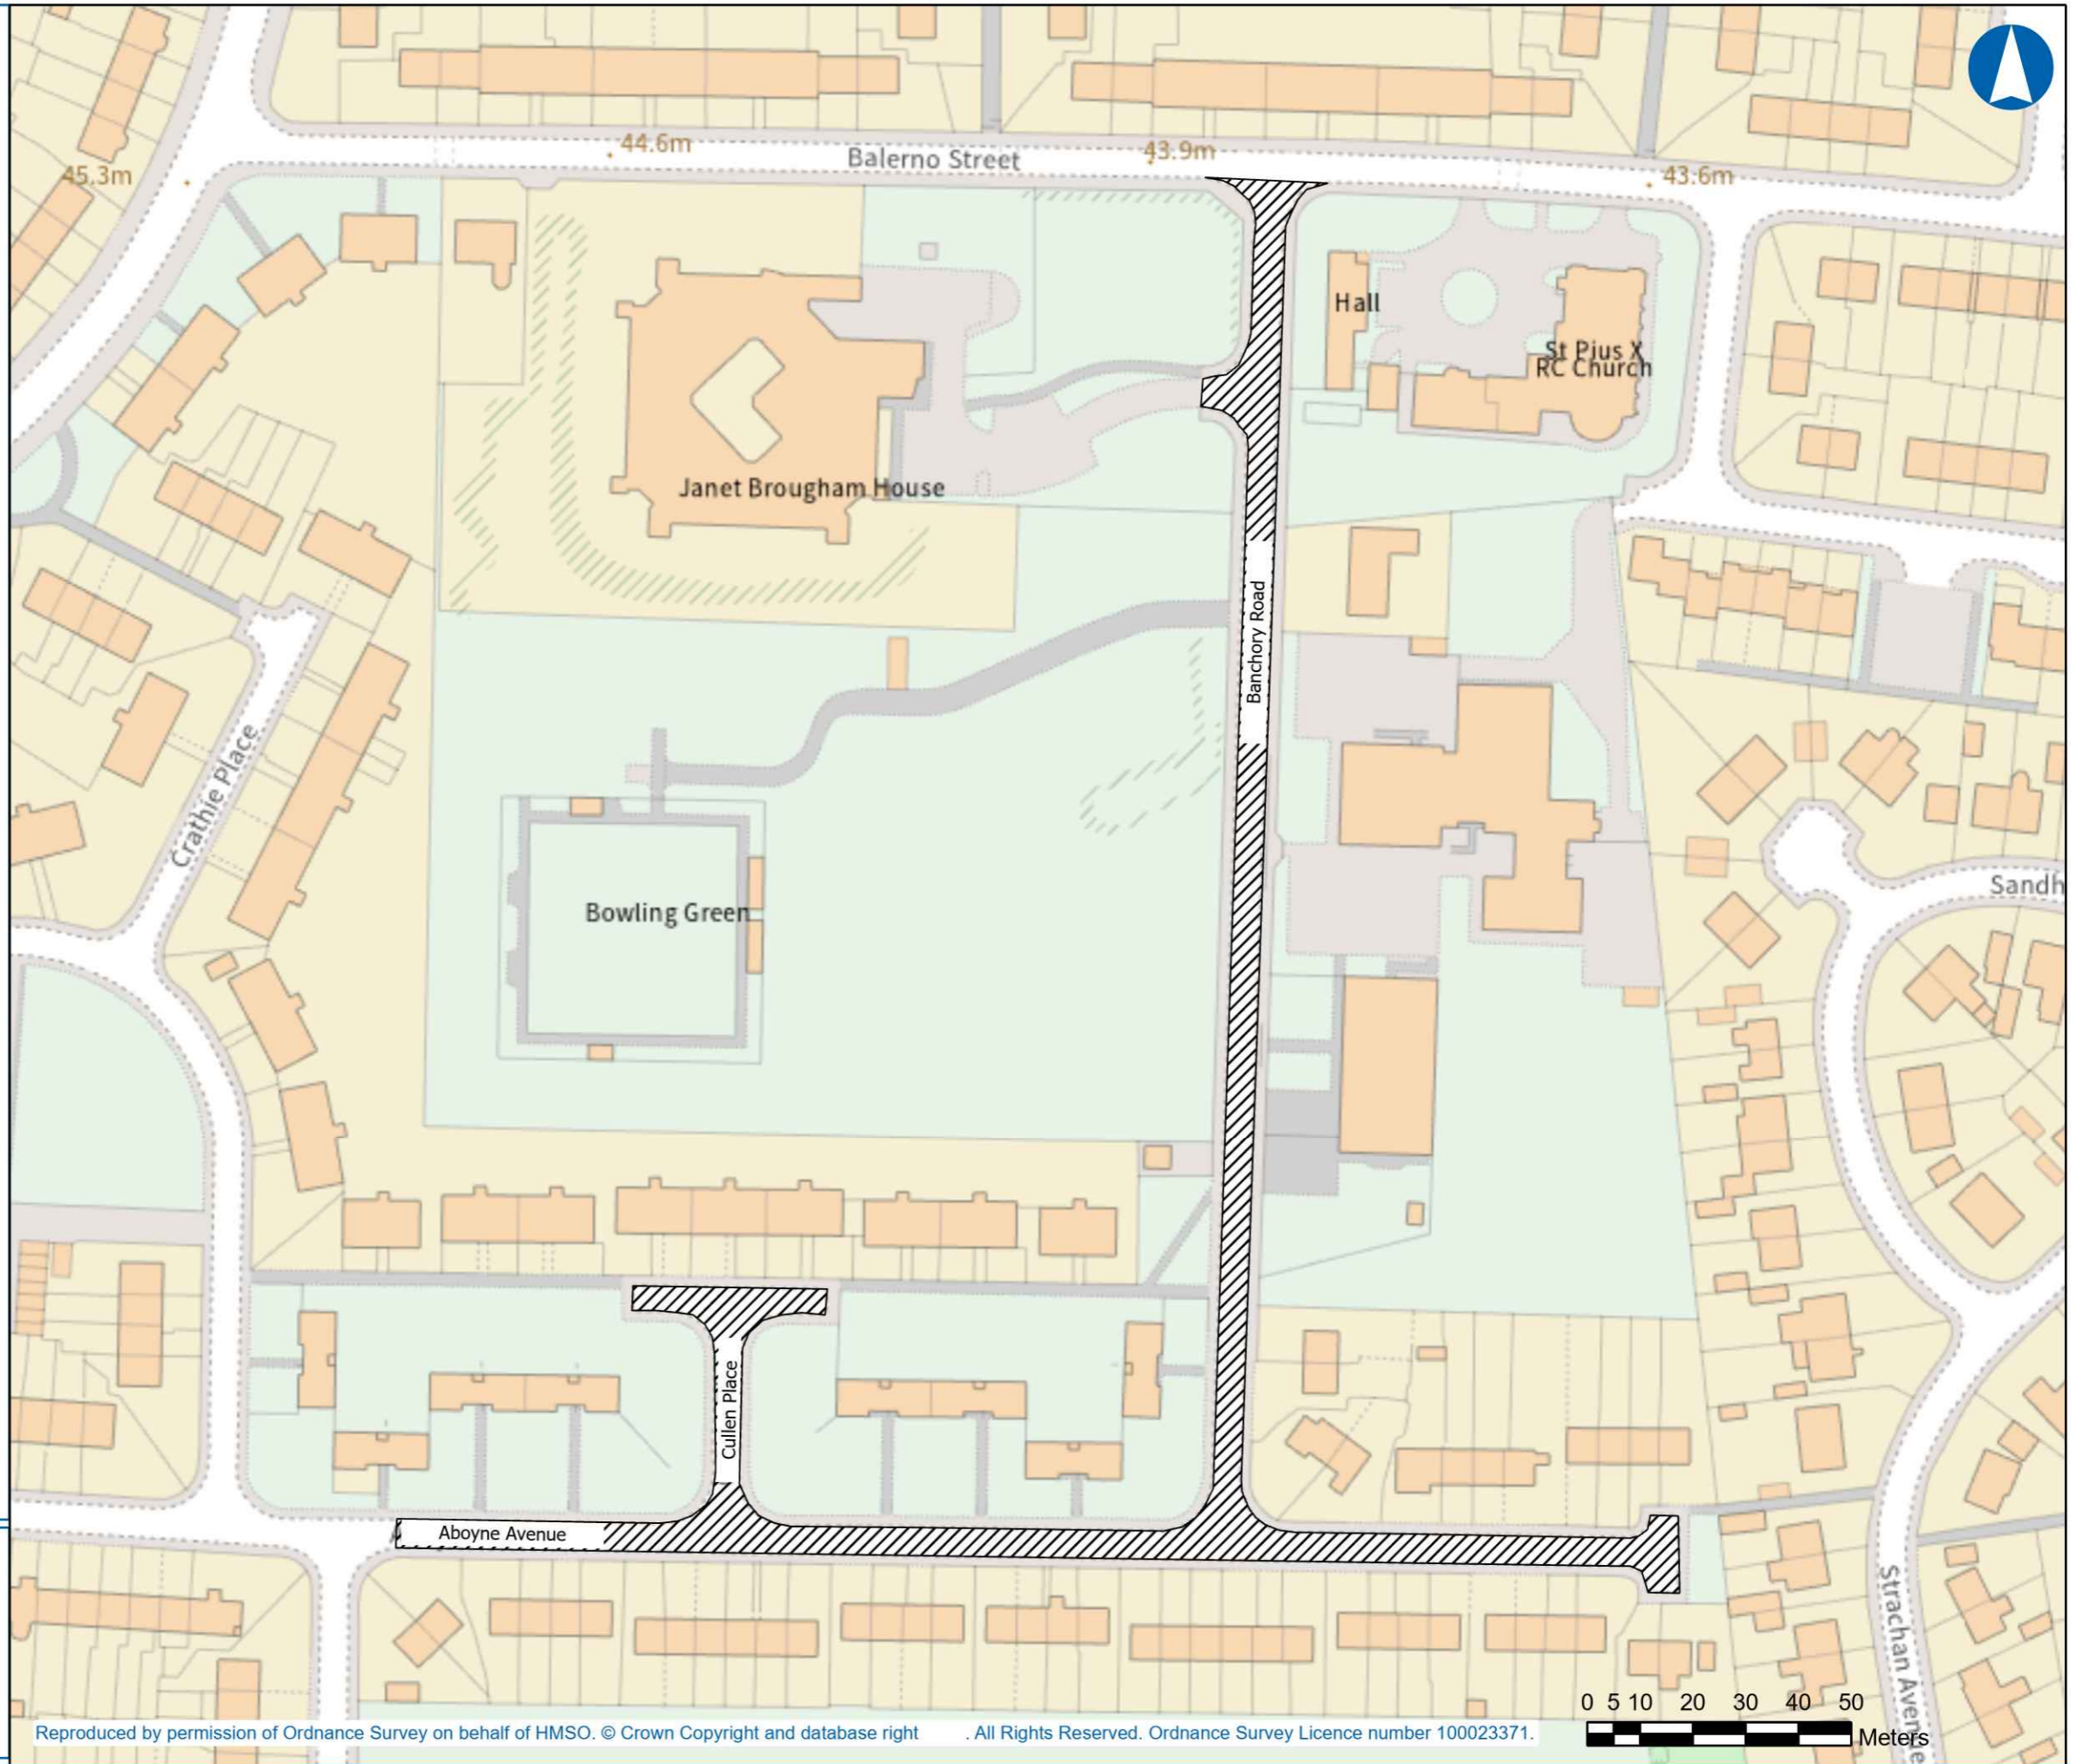 44.6m
Balerno Street
43.9m
45.3m
43.6m
Hall
St Pius X
RC Church
Janet Brougham House
Banchory Road
Crathie Place
Sandh
Bowling Green
Cullen Place
Aboyne Avenue
Strachan Avenue
0 5 10 20 30 40 50
Meters
Reproduced by permission of Ordnance Survey on behalf of HMSO. © Crown Copyright and database right . All Rights Reserved. Ordnance Survey Licence number 100023371.